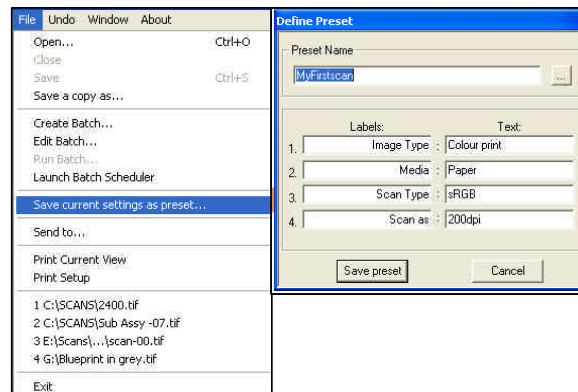 File Undo Window About
Open... Ctrl+O
Close
Save Ctrl+S
Save a copy as...
Create Batch...
Edit Batch...
Run Batch...
Launch Batch Scheduler
Save current settings as preset...
Send to...
Print Current View
Print Setup
1 C:\SCANS\2400.tif
2 C:\SCANS\Sub Assy -07.tif
3 E:\Scans\...\scan-00.tif
4 G:\Blueprint in grey.tif
Exit
Define Preset
Preset Name
MyFirstscan ...
Labels: Text:
1. Image Type : Colour print
2. Media : Paper
3. Scan Type : sRGB
4. Scan as : 200dpi
Save preset Cancel